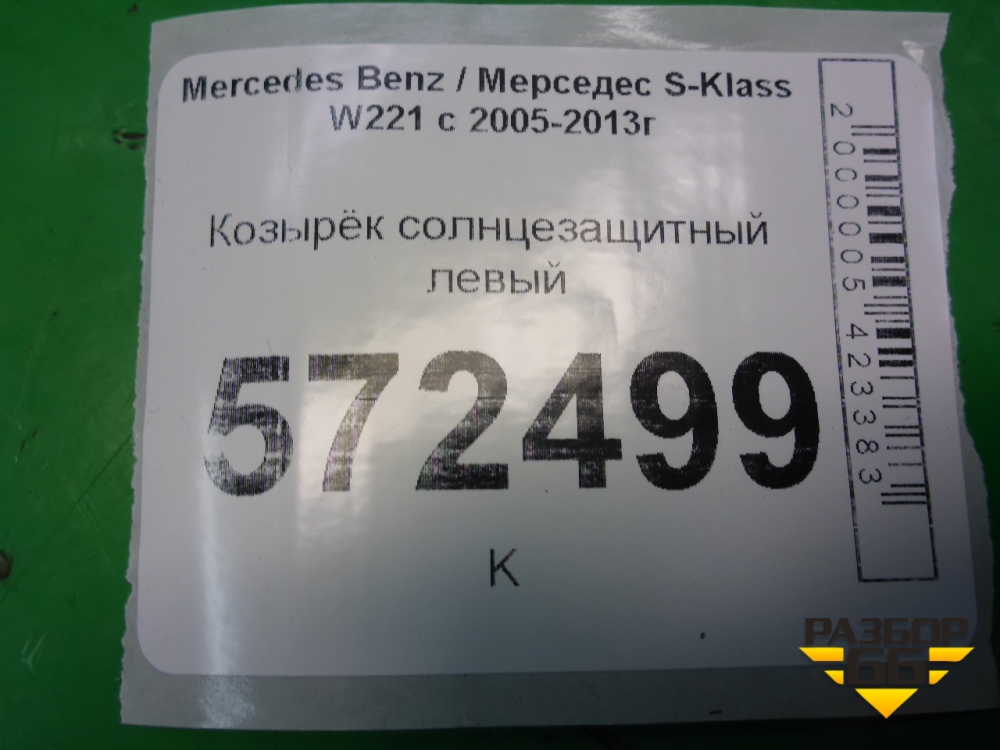 Mercedes Benz / Мерседес S-Klass
W221 с 2005-2013г
Козырёк солнцезащитный
левый
572499
К
2000005423383
РАЗБОР
66